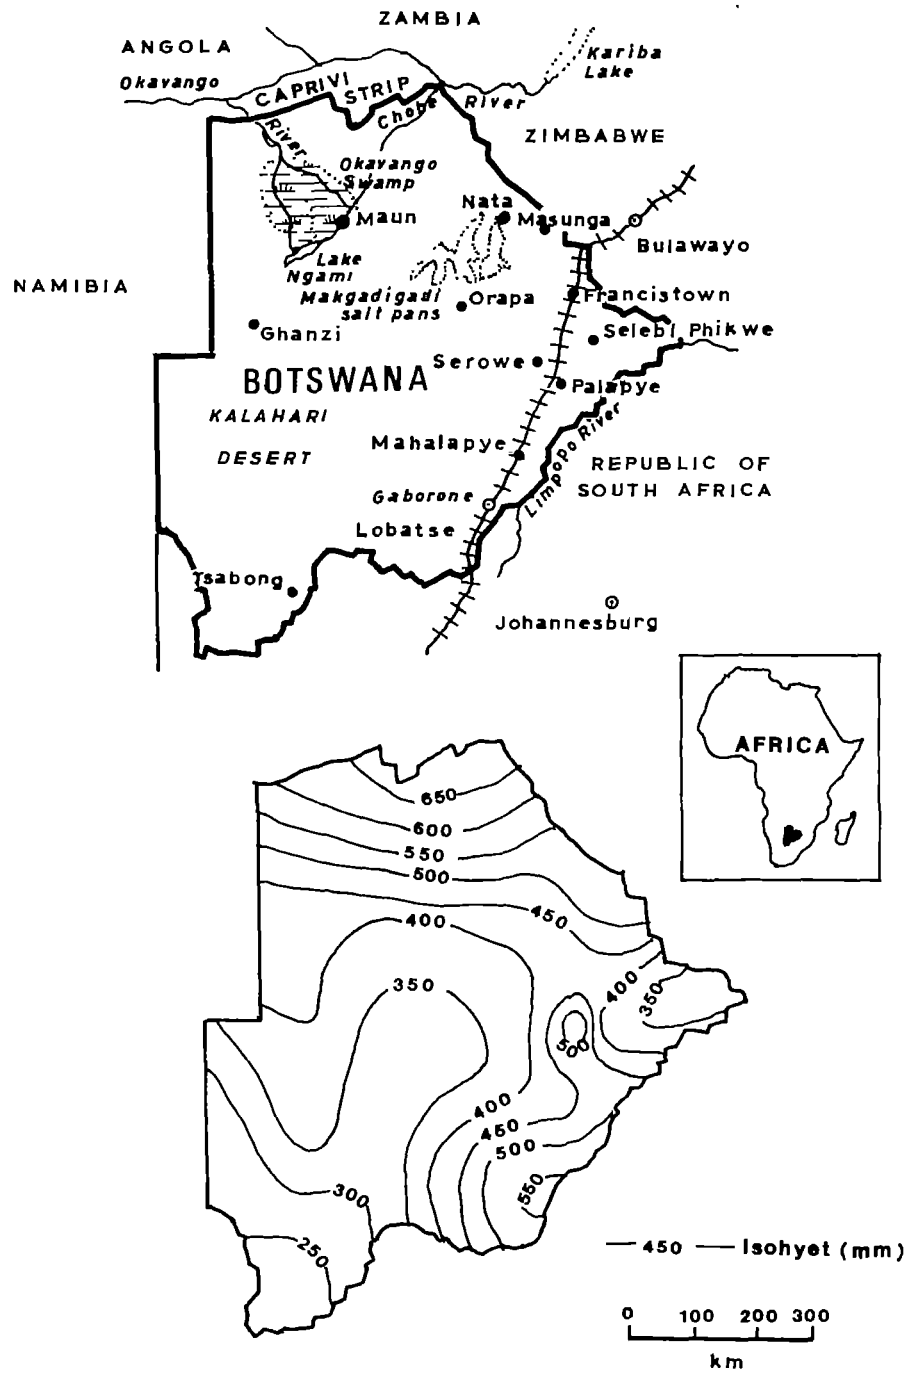 ZAMBIA
ANGOLA
Kariba
Lake
Okavango
CAPRIVI STRIP
River
Chobe
River
ZIMBABWE
Okavango
Swamp
Nata
Maun
Masunga
Bulawayo
Lake
Ngami
NAMIBIA
Makgadigadi
salt pans
Orapa
Francistown
Ghanzi
Selebi Phikwe
Serowe
BOTSWANA
Palapye
KALAHARI
DESERT
Mahalapye
Limpopo River
REPUBLIC OF
SOUTH AFRICA
Gaborone
Lobatse
Tsabong
Johannesburg
AFRICA
650
600
550
500
450
400
400
350
350
500
400
450
500
550
300
250
450 Isohyet (mm)
0 100 200 300
km